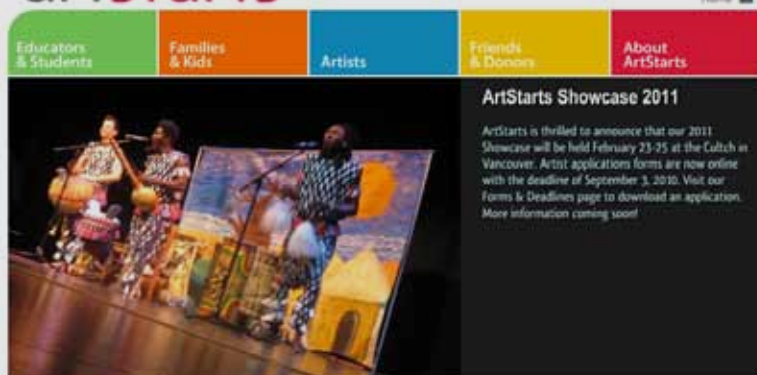 artstarts
Educators
& Students
Families
& Kids
Artists
Friends
& Donors
About
ArtStarts
ArtStarts Showcase 2011
ArtStarts is thrilled to announce that our 2011
Showcase will be held February 23-25 at the Cultch in
Vancouver. Artist applications forms are now online
with the deadline of September 3, 2010. Visit our
Forms & Deadlines page to download an application.
More information coming soon!